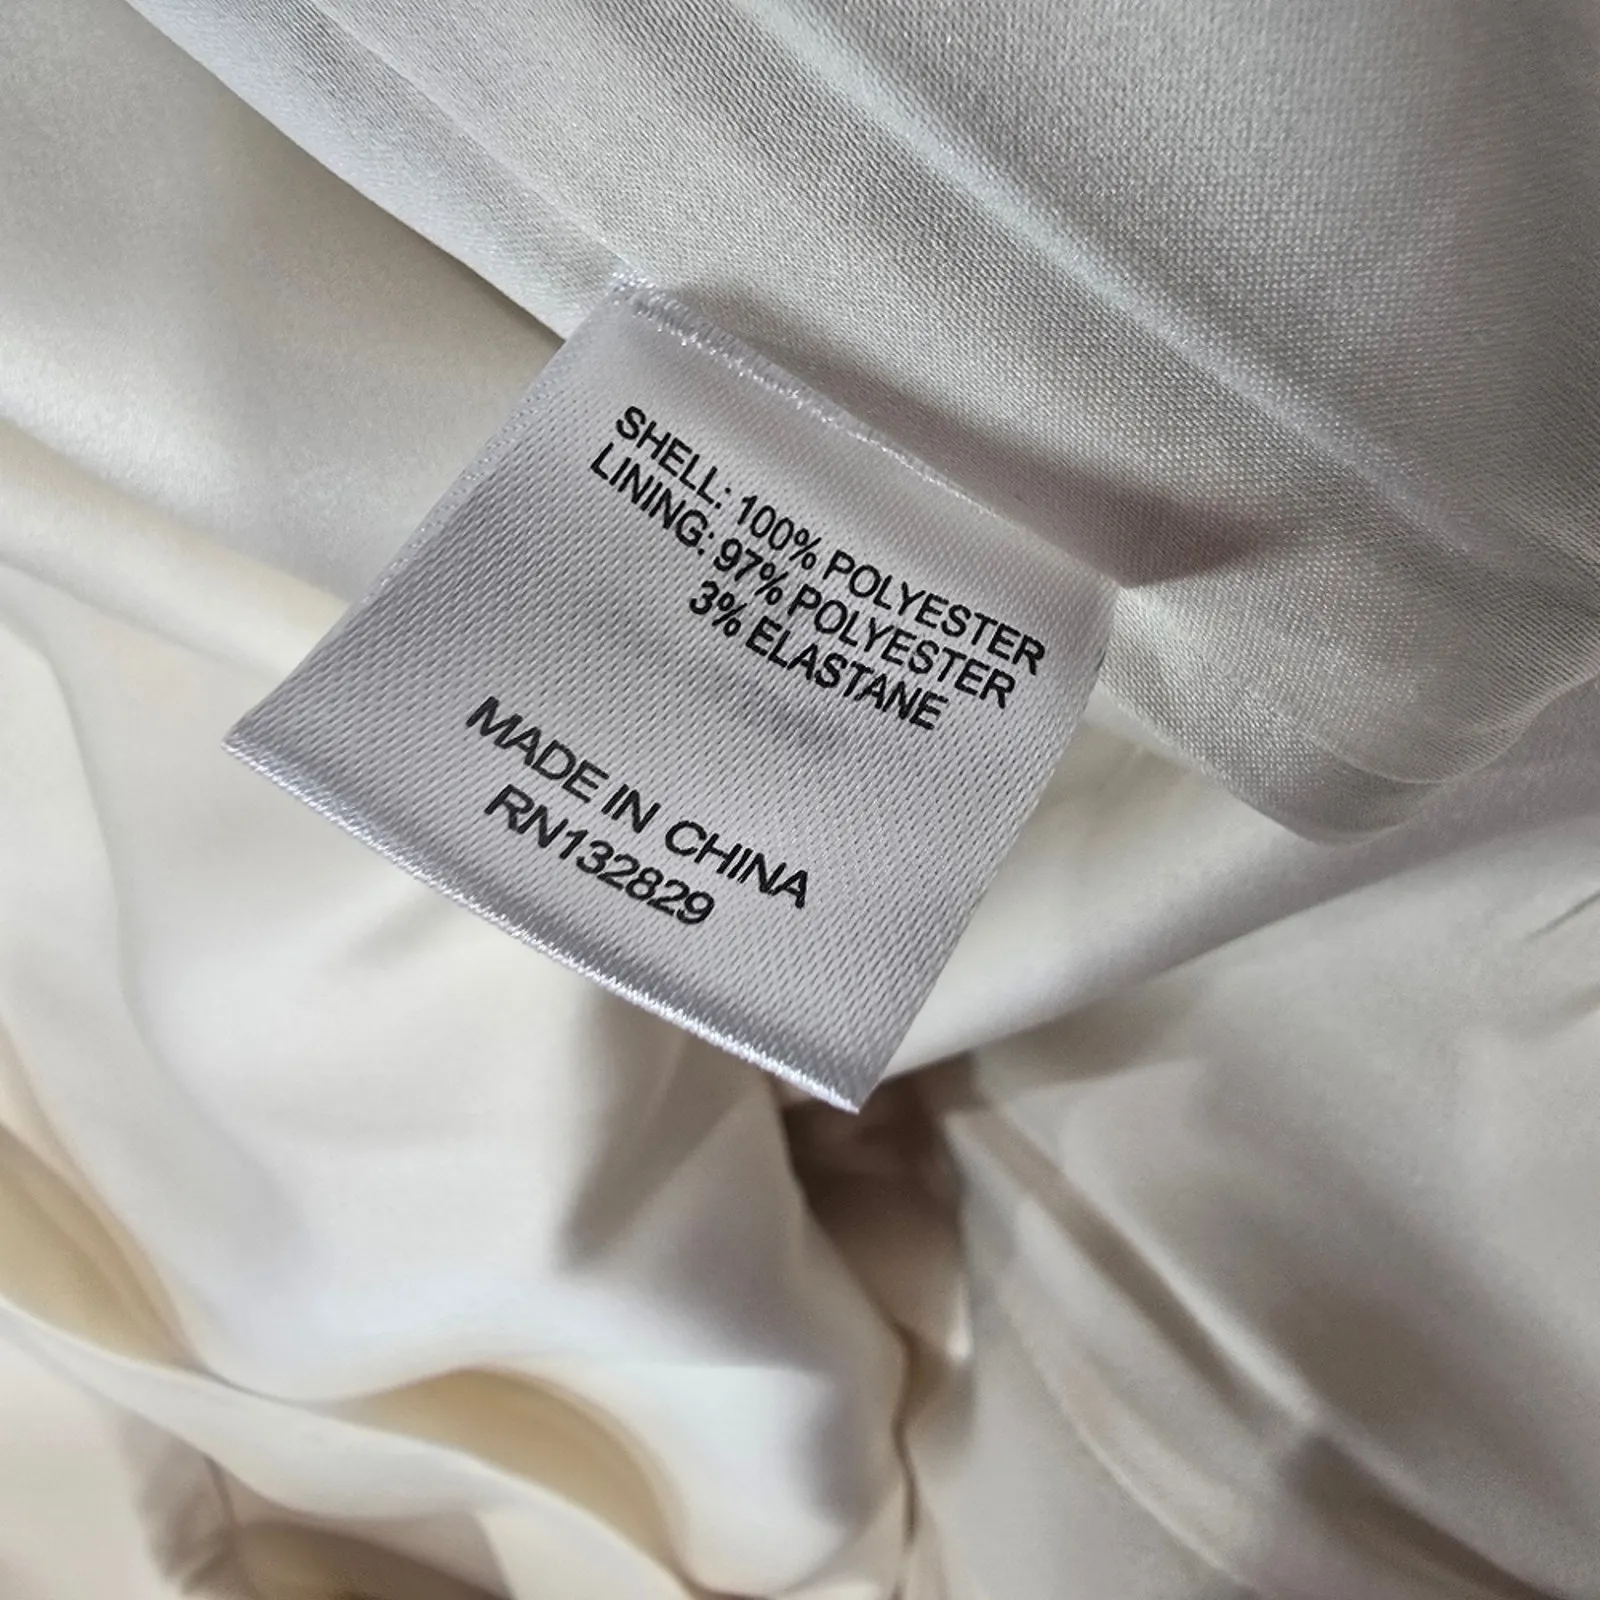 SHELL: 100% POLYESTER
LINING: 97% POLYESTER
3% ELASTANE
MADE IN CHINA
RN132829